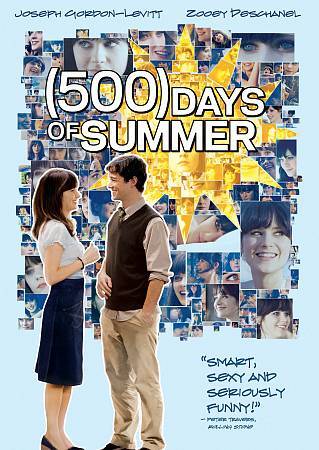 Joseph Gordon-Levitt Zooey Deschanel
(500) DAYS
OF SUMMER
"SMART,
SEXY AND
SERIOUSLY
FUNNY!"
– PETER TRAVERS,
ROLLING STONE